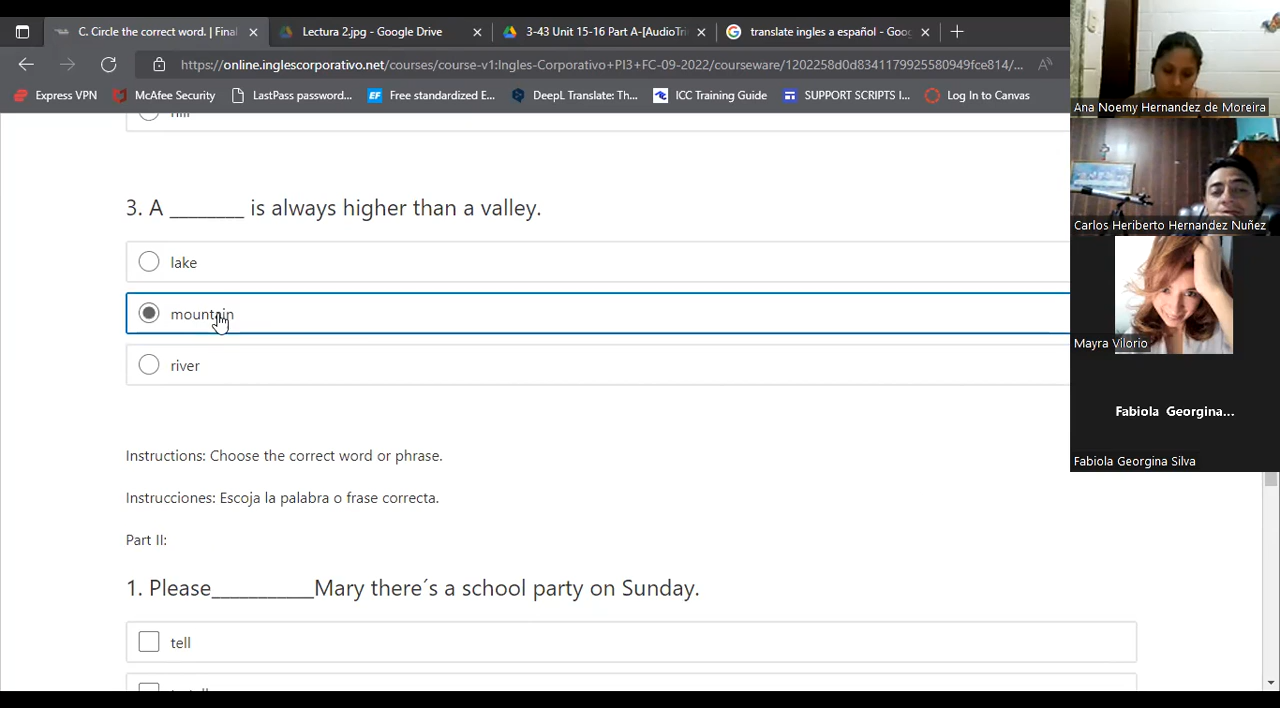 C. Circle the correct word. | Final
Lectura 2.jpg - Google Drive
3-43 Unit 15-16 Part A-[AudioTri
translate ingles a español - Goog
https://online.inglescorporativo.net/courses/course-v1:Ingles-Corporativo+PI3+FC-09-2022/courseware/1202258d0d8341179925580949fce814/...
Express VPN
McAfee Security
LastPass password...
Free standardized E...
DeepL Translate: Th...
ICC Training Guide
SUPPORT SCRIPTS I...
Log In to Canvas
3. A ________ is always higher than a valley.
lake
mountain
river
Instructions: Choose the correct word or phrase.
Instrucciones: Escoja la palabra o frase correcta.
Part II:
1. Please___________Mary there´s a school party on Sunday.
tell
Ana Noemy Hernandez de Moreira
Carlos Heriberto Hernandez Nuñez
Mayra Vilorio
Fabiola Georgina...
Fabiola Georgina Silva